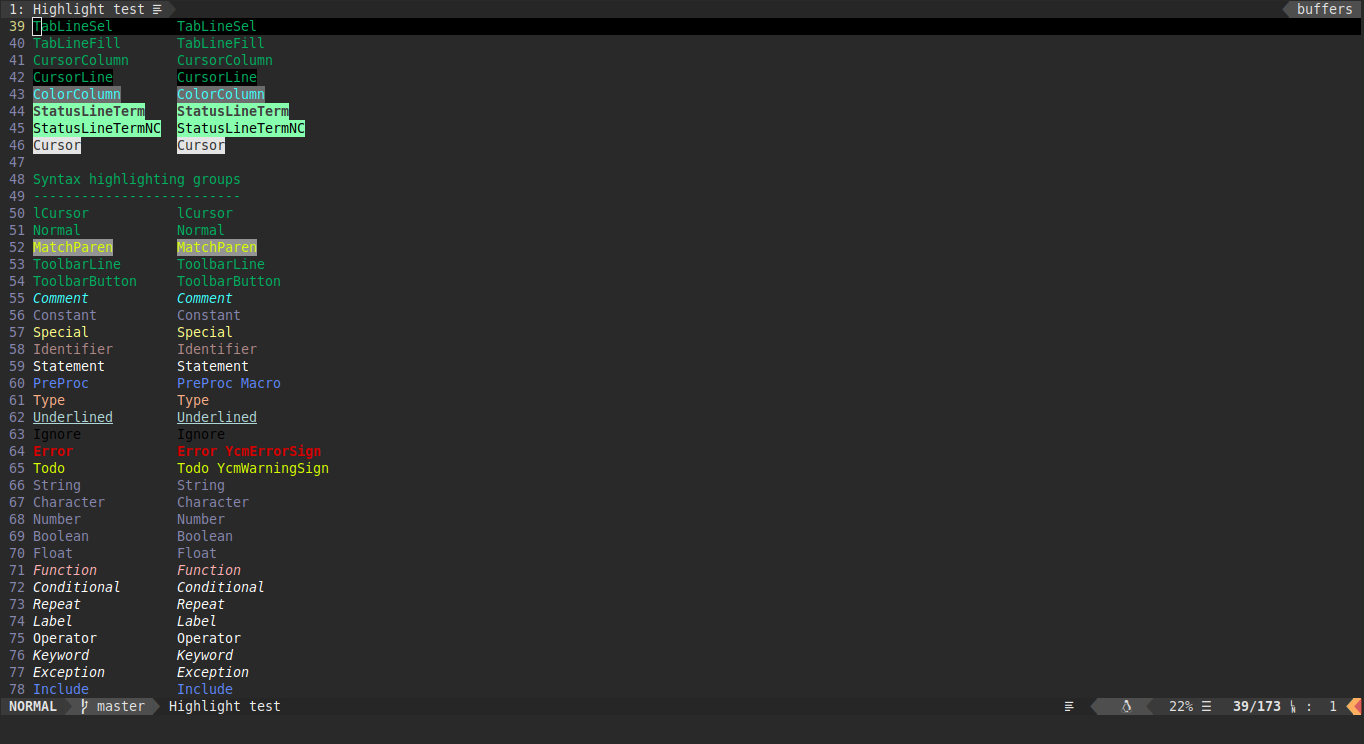 1: Highlight test buffers
39 TabLineSel TabLineSel
40 TabLineFill TabLineFill
41 CursorColumn CursorColumn
42 CursorLine CursorLine
43 ColorColumn ColorColumn
44 StatusLineTerm StatusLineTerm
45 StatusLineTermNC StatusLineTermNC
46 Cursor Cursor
47
48 Syntax highlighting groups
49 --------------------------
50 lCursor lCursor
51 Normal Normal
52 MatchParen MatchParen
53 ToolbarLine ToolbarLine
54 ToolbarButton ToolbarButton
55 Comment Comment
56 Constant Constant
57 Special Special
58 Identifier Identifier
59 Statement Statement
60 PreProc PreProc Macro
61 Type Type
62 Underlined Underlined
63 Ignore Ignore
64 Error Error YcmErrorSign
65 Todo Todo YcmWarningSign
66 String String
67 Character Character
68 Number Number
69 Boolean Boolean
70 Float Float
71 Function Function
72 Conditional Conditional
73 Repeat Repeat
74 Label Label
75 Operator Operator
76 Keyword Keyword
77 Exception Exception
78 Include Include
NORMAL master Highlight test 22% ☰ 39/173 : 1